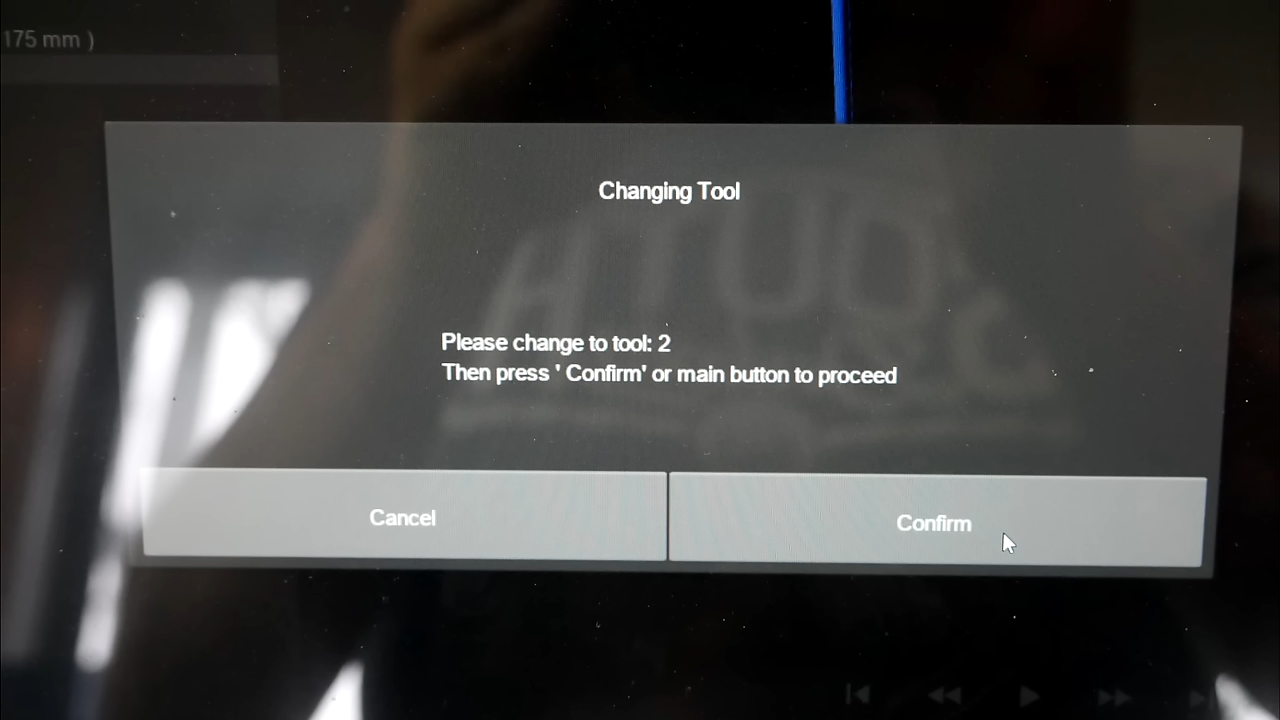 175 mm )
Changing Tool
Please change to tool: 2
Then press ' Confirm' or main button to proceed
Cancel
Confirm